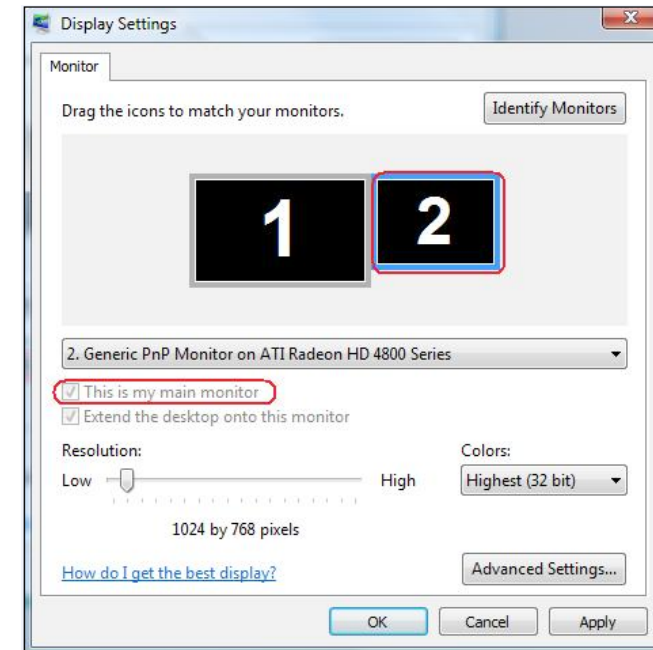 Display Settings
Monitor
Drag the icons to match your monitors.
Identify Monitors
1
2
2. Generic PnP Monitor on ATI Radeon HD 4800 Series
This is my main monitor
Extend the desktop onto this monitor
Resolution:
Colors:
Low
High
Highest (32 bit)
1024 by 768 pixels
How do I get the best display?
Advanced Settings...
OK
Cancel
Apply